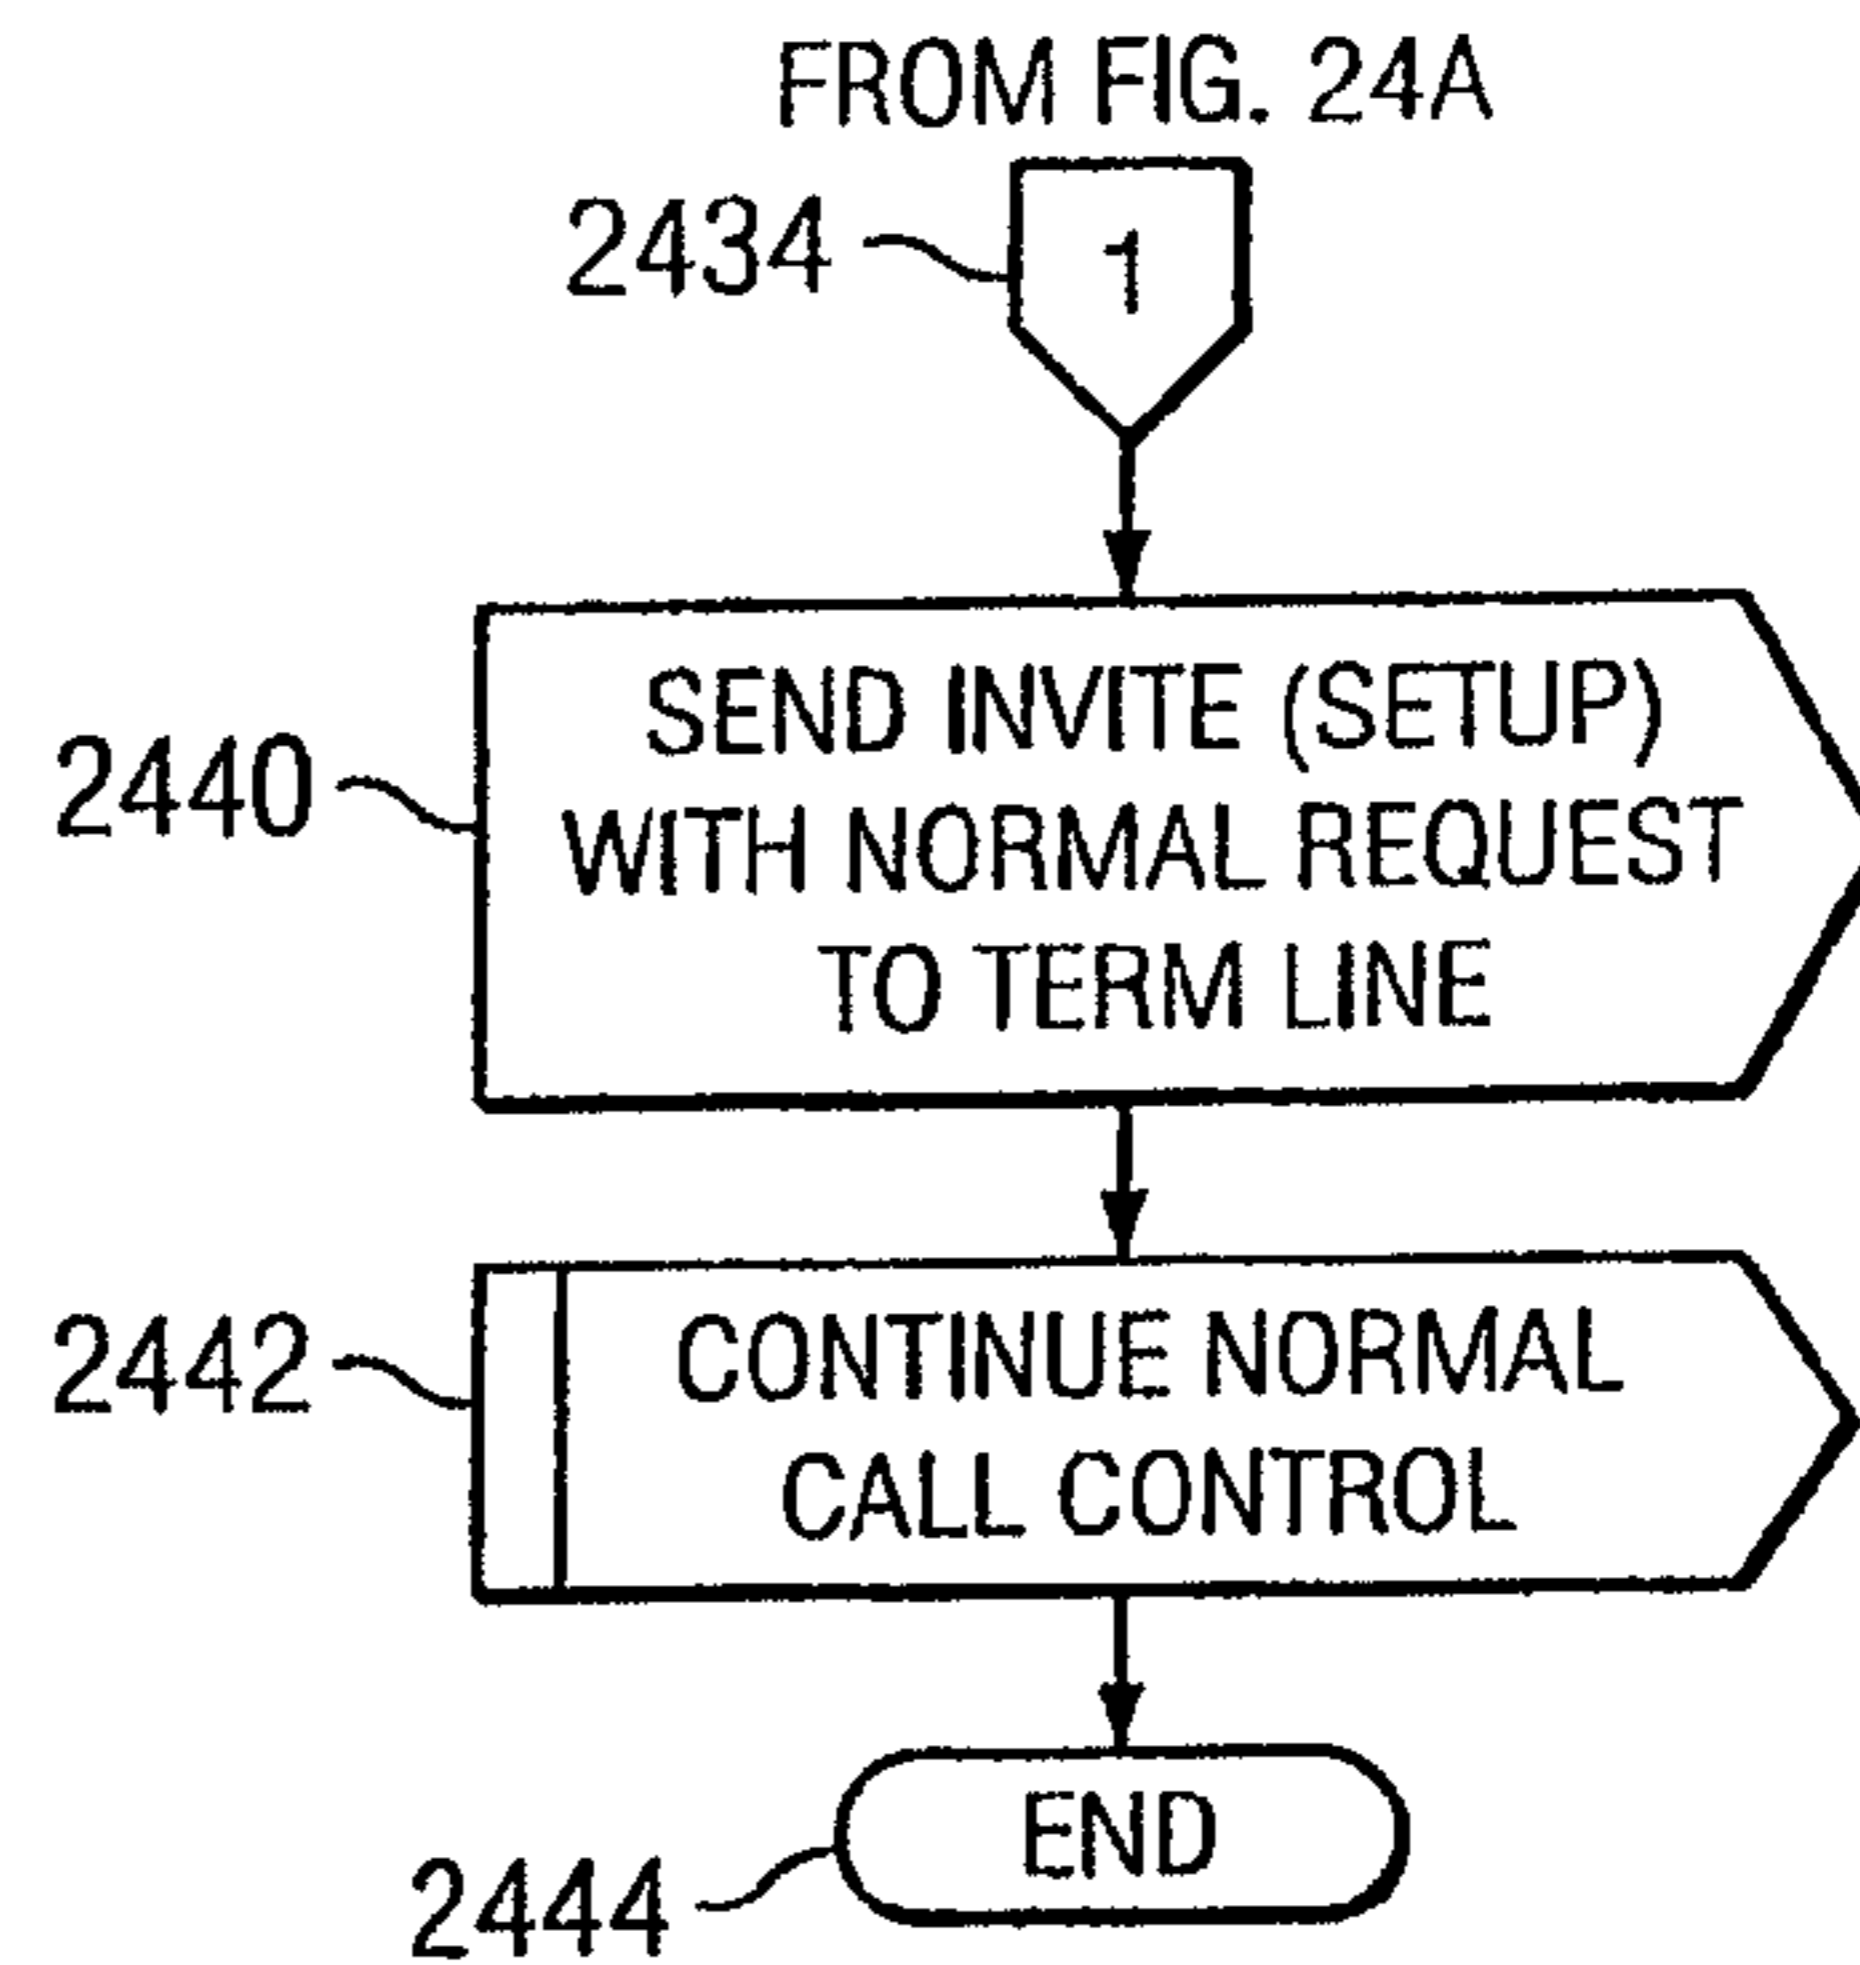 FROM FIG. 24A
2434
1
2440
SEND INVITE (SETUP)
WITH NORMAL REQUEST
TO TERM LINE
2442
CONTINUE NORMAL
CALL CONTROL
END
2444